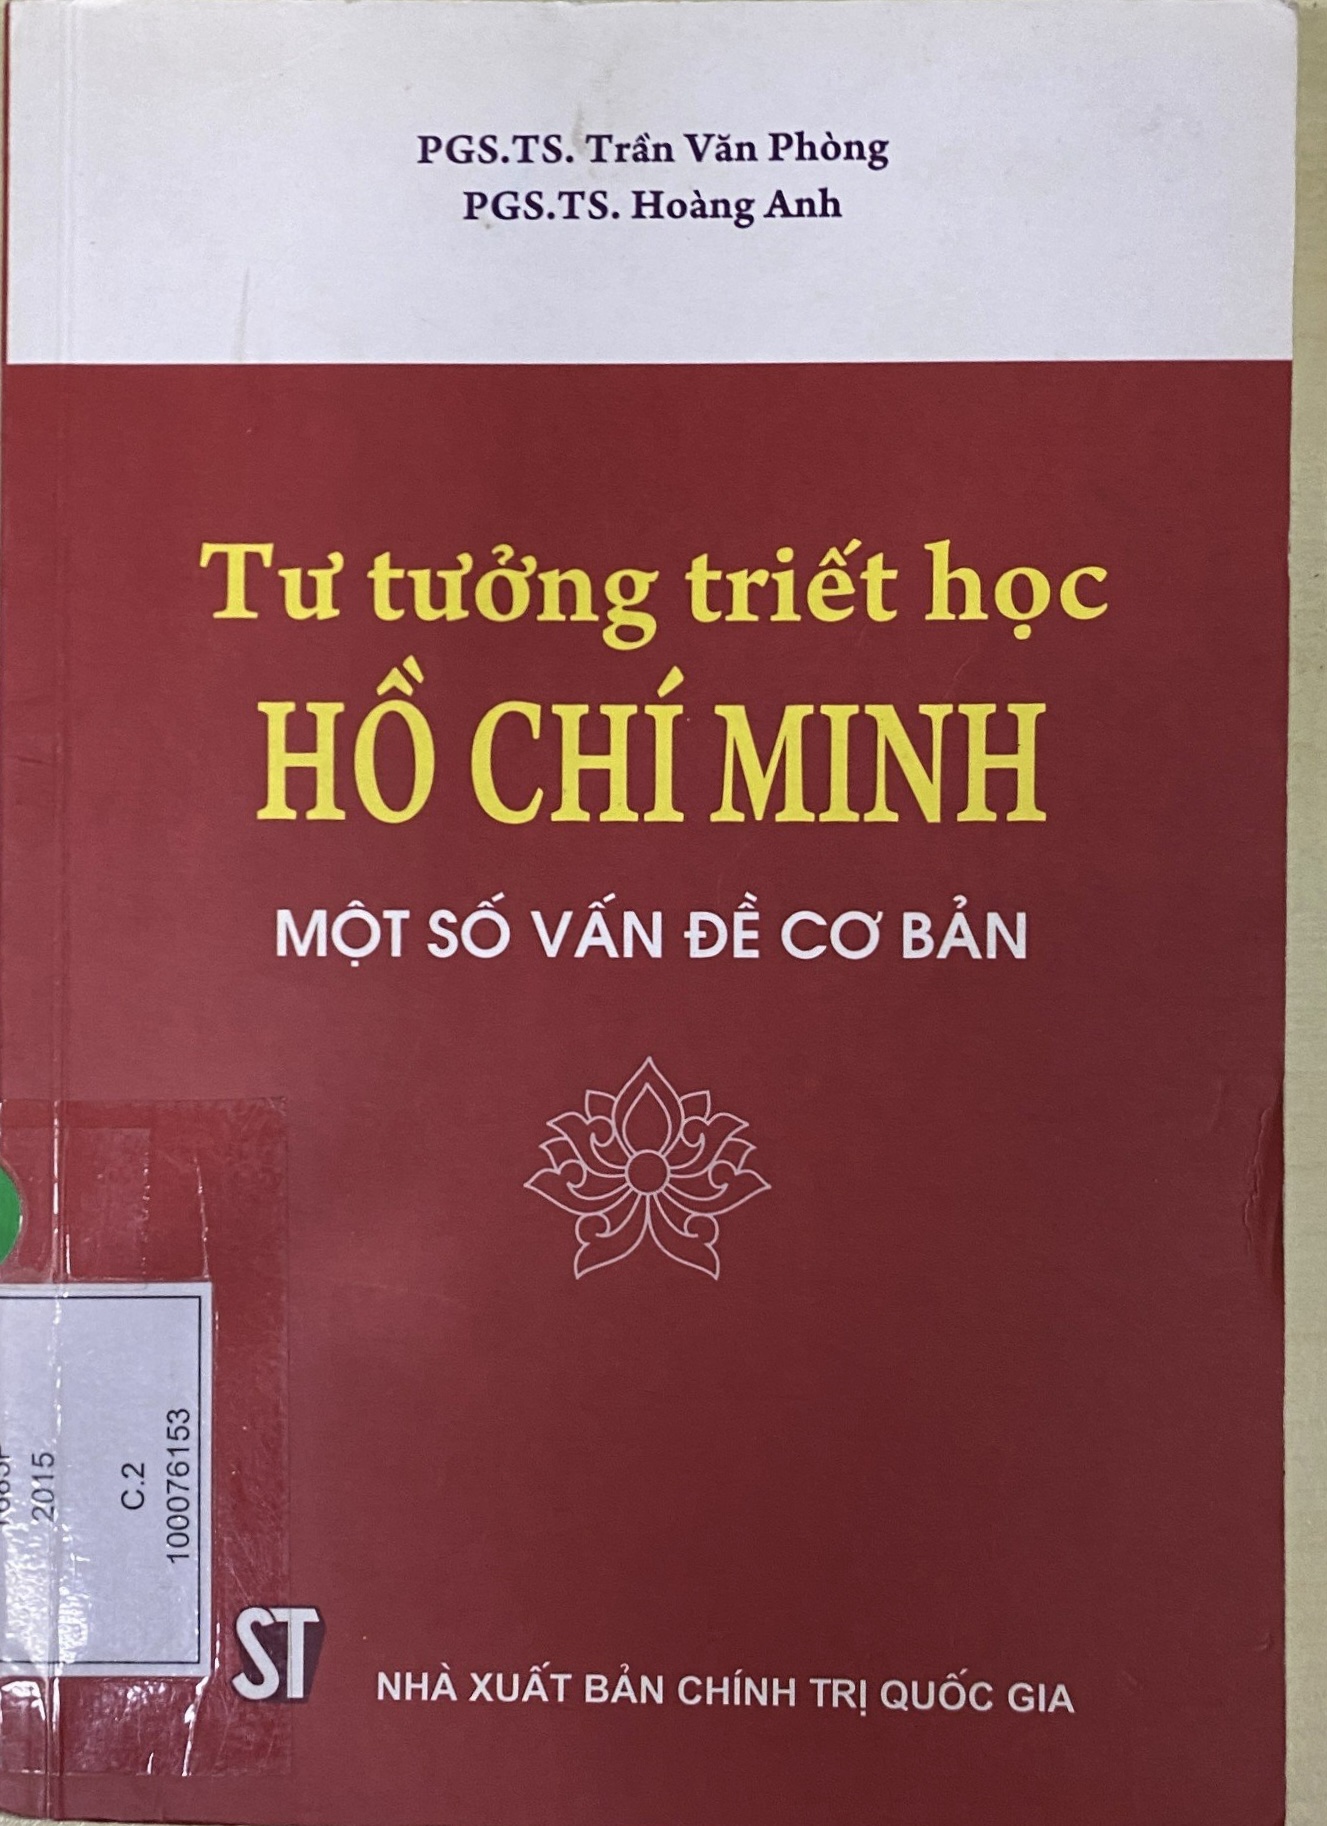 PGS.TS. Trần Văn Phòng
PGS.TS. Hoàng Anh
Tư tưởng triết học
HỒ CHÍ MINH
MỘT SỐ VẤN ĐỀ CƠ BẢN
2015
C.2
10076153
ST
NHÀ XUẤT BẢN CHÍNH TRỊ QUỐC GIA